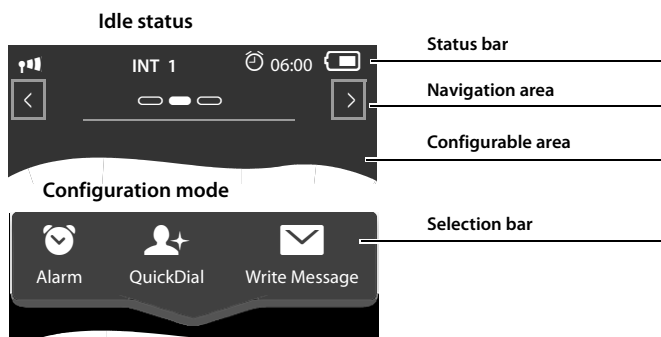 Idle status
INT 1 06:00
Status bar
Navigation area
Configurable area
Configuration mode
Selection bar
Alarm QuickDial Write Message